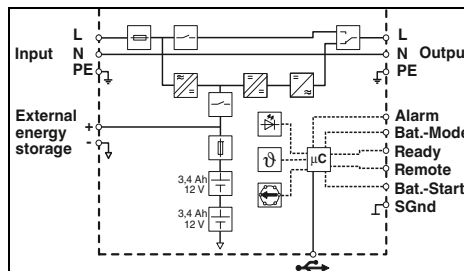 L
L
Input
N
N
Output
PE
PE
External
energy
storage
+
-
Alarm
Bat.-Mode
Ready
Remote
Bat.-Start
SGnd
ϑ
µC
3,4 Ah
12 V
3,4 Ah
12 V